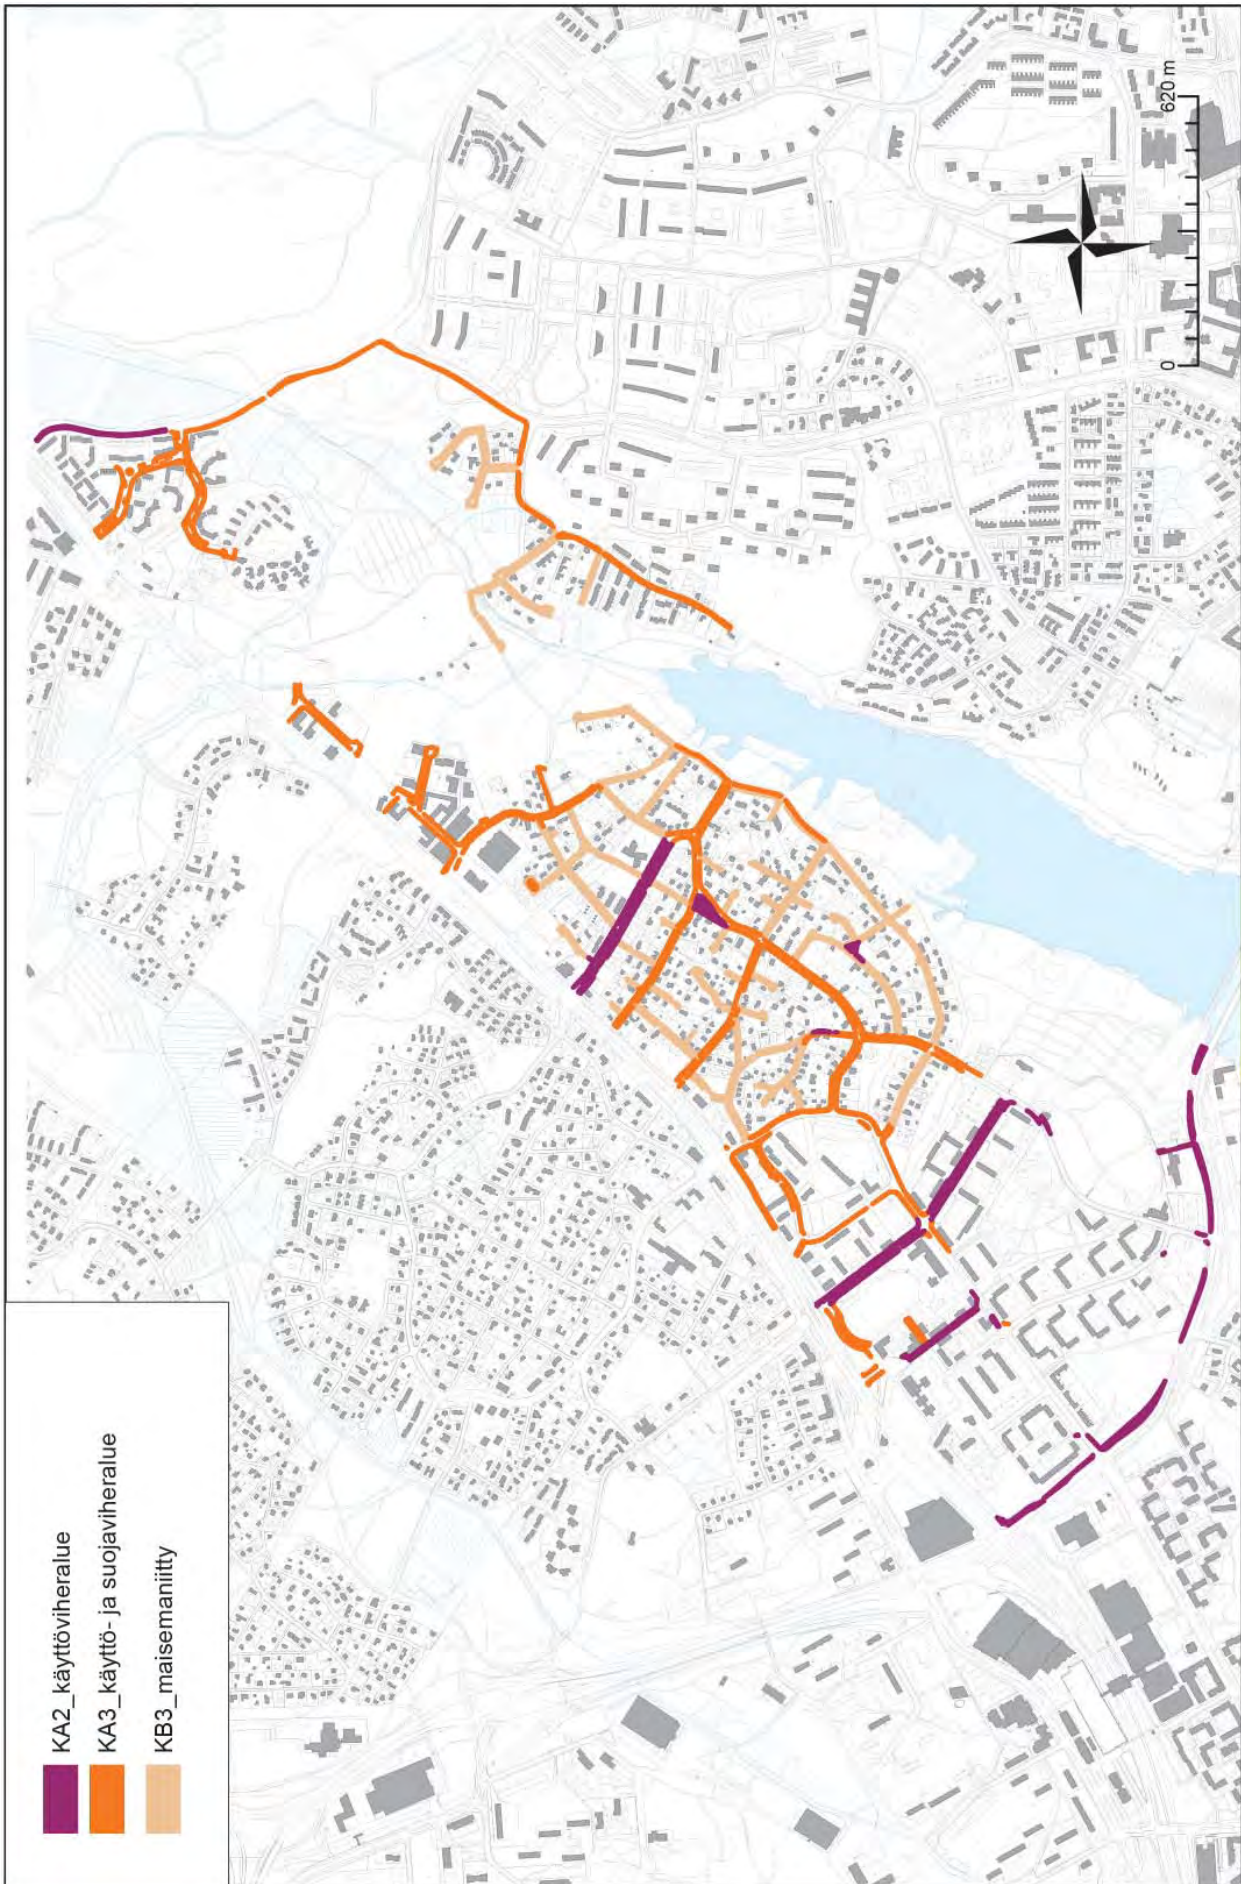 KA2_käyttöviheralue
KA3_käyttö- ja suojaviheralue
KB3_maisemaniitty
0
620 m